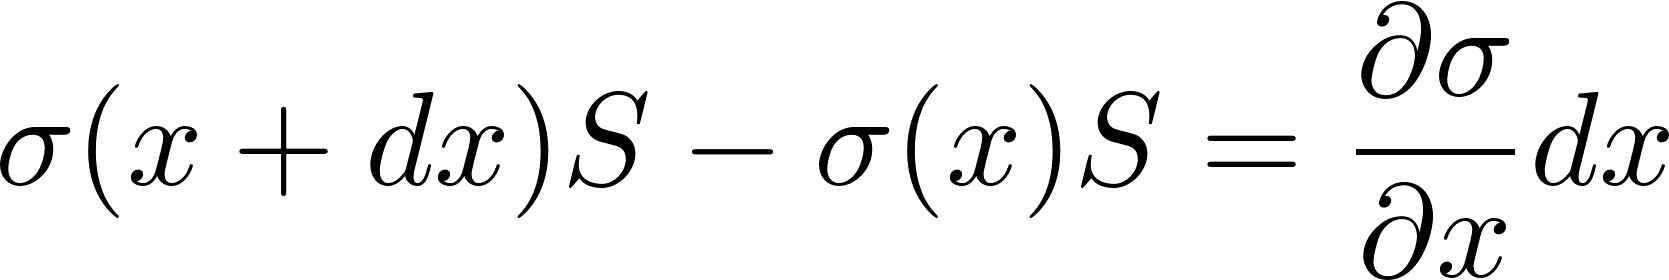 σ(x + dx)S − σ(x)S = ∂σ/∂x dx